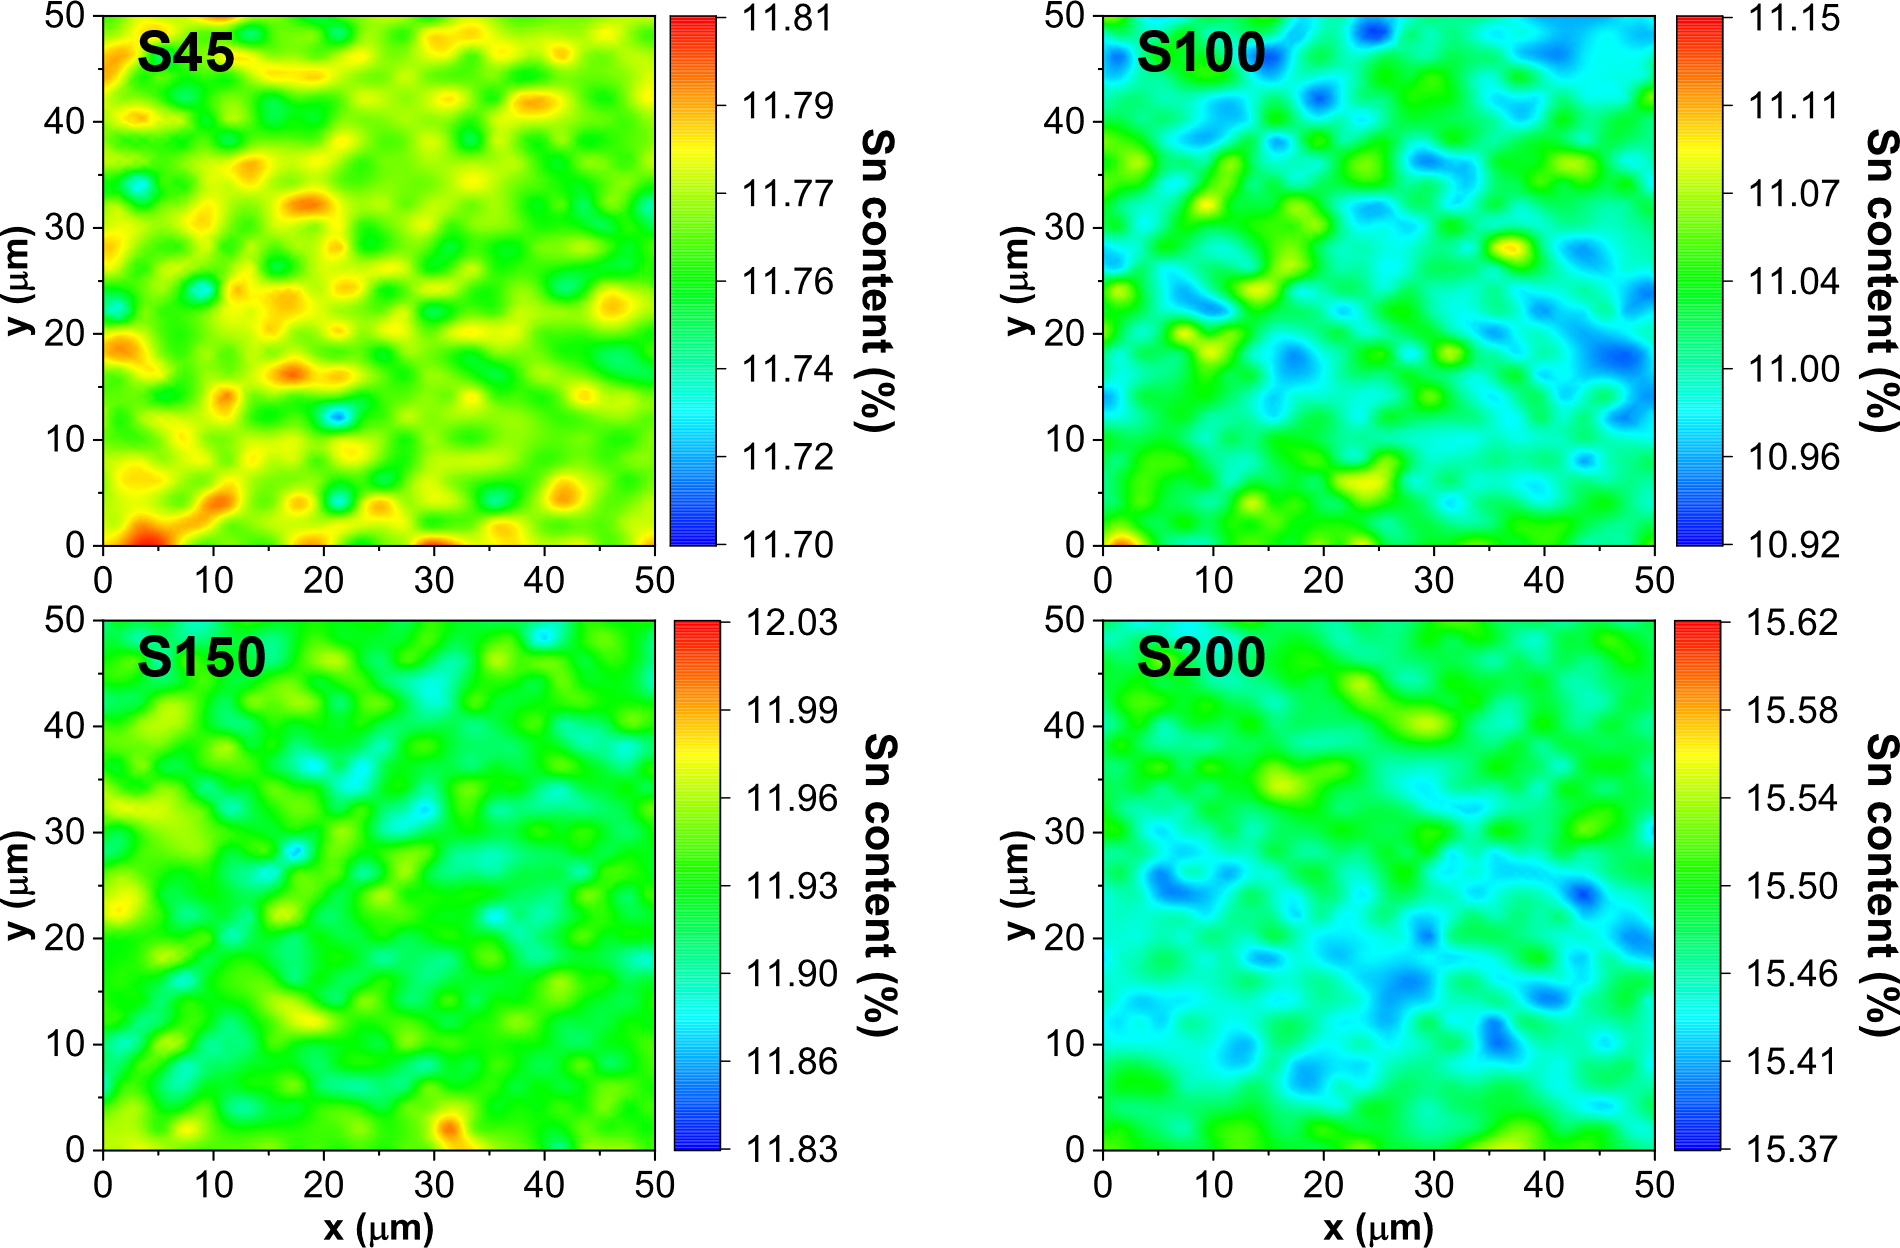 S45
50
40
30
20
10
0
y (μm)
0 10 20 30 40 50
11.81
11.79
11.77
11.76
11.74
11.72
11.70
Sn content (%)
S100
50
40
30
20
10
0
y (μm)
0 10 20 30 40 50
11.15
11.11
11.07
11.04
11.00
10.96
10.92
Sn content (%)
S150
50
40
30
20
10
0
y (μm)
0 10 20 30 40 50
x (μm)
12.03
11.99
11.96
11.93
11.90
11.86
11.83
Sn content (%)
S200
50
40
30
20
10
0
y (μm)
0 10 20 30 40 50
x (μm)
15.62
15.58
15.54
15.50
15.46
15.41
15.37
Sn content (%)